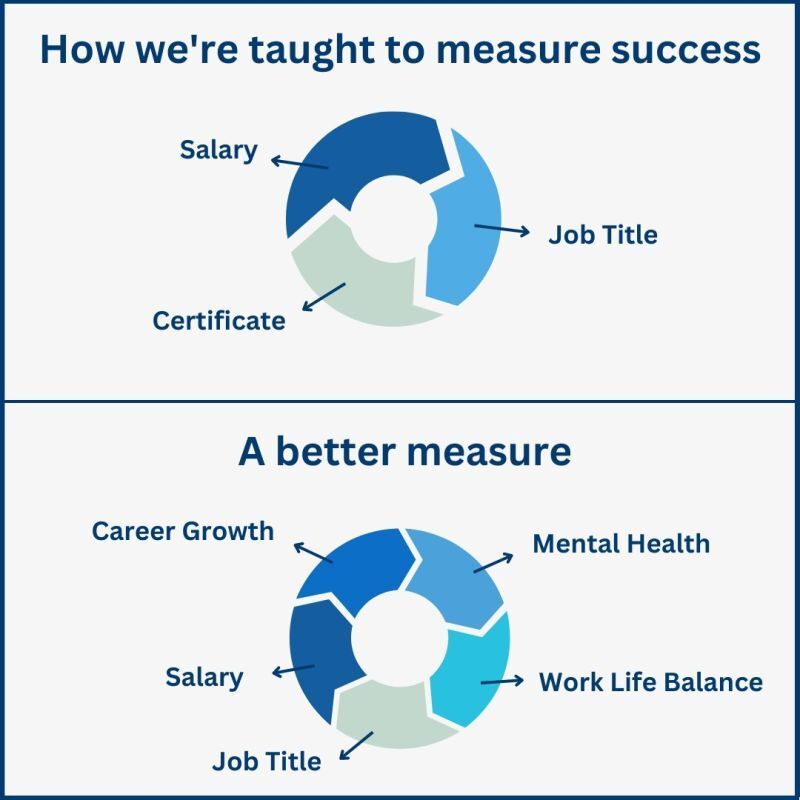 How we're taught to measure success
Salary
Job Title
Certificate
A better measure
Career Growth
Mental Health
Salary
Work Life Balance
Job Title